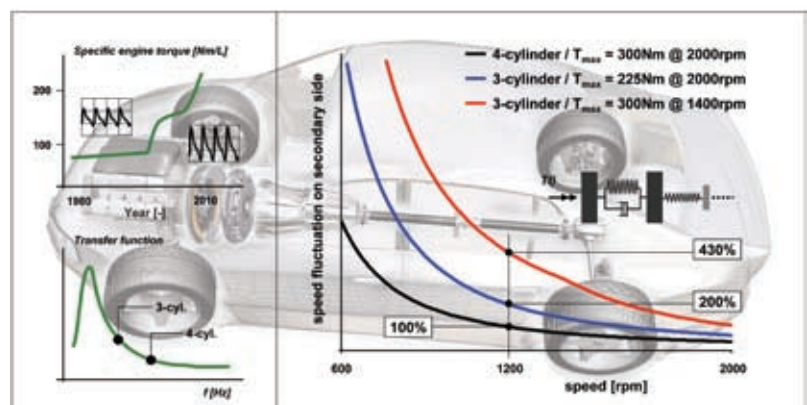 Specific engine torque [Nm/L]
200
100
1980
2010
Year [-]
Transfer function
3-cyl.
4-cyl.
f [Hz]
4-cylinder / Tmax = 300Nm @ 2000rpm
3-cylinder / Tmax = 225Nm @ 2000rpm
3-cylinder / Tmax = 300Nm @ 1400rpm
speed fluctuation on secondary side
430%
200%
100%
600
1200
2000
speed [rpm]